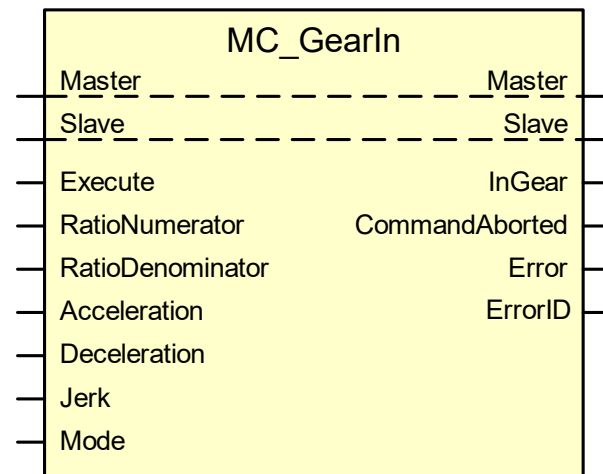 MC_GearIn
Master Master
Slave Slave
Execute InGear
RatioNumerator CommandAborted
RatioDenominator Error
Acceleration ErrorID
Deceleration
Jerk
Mode